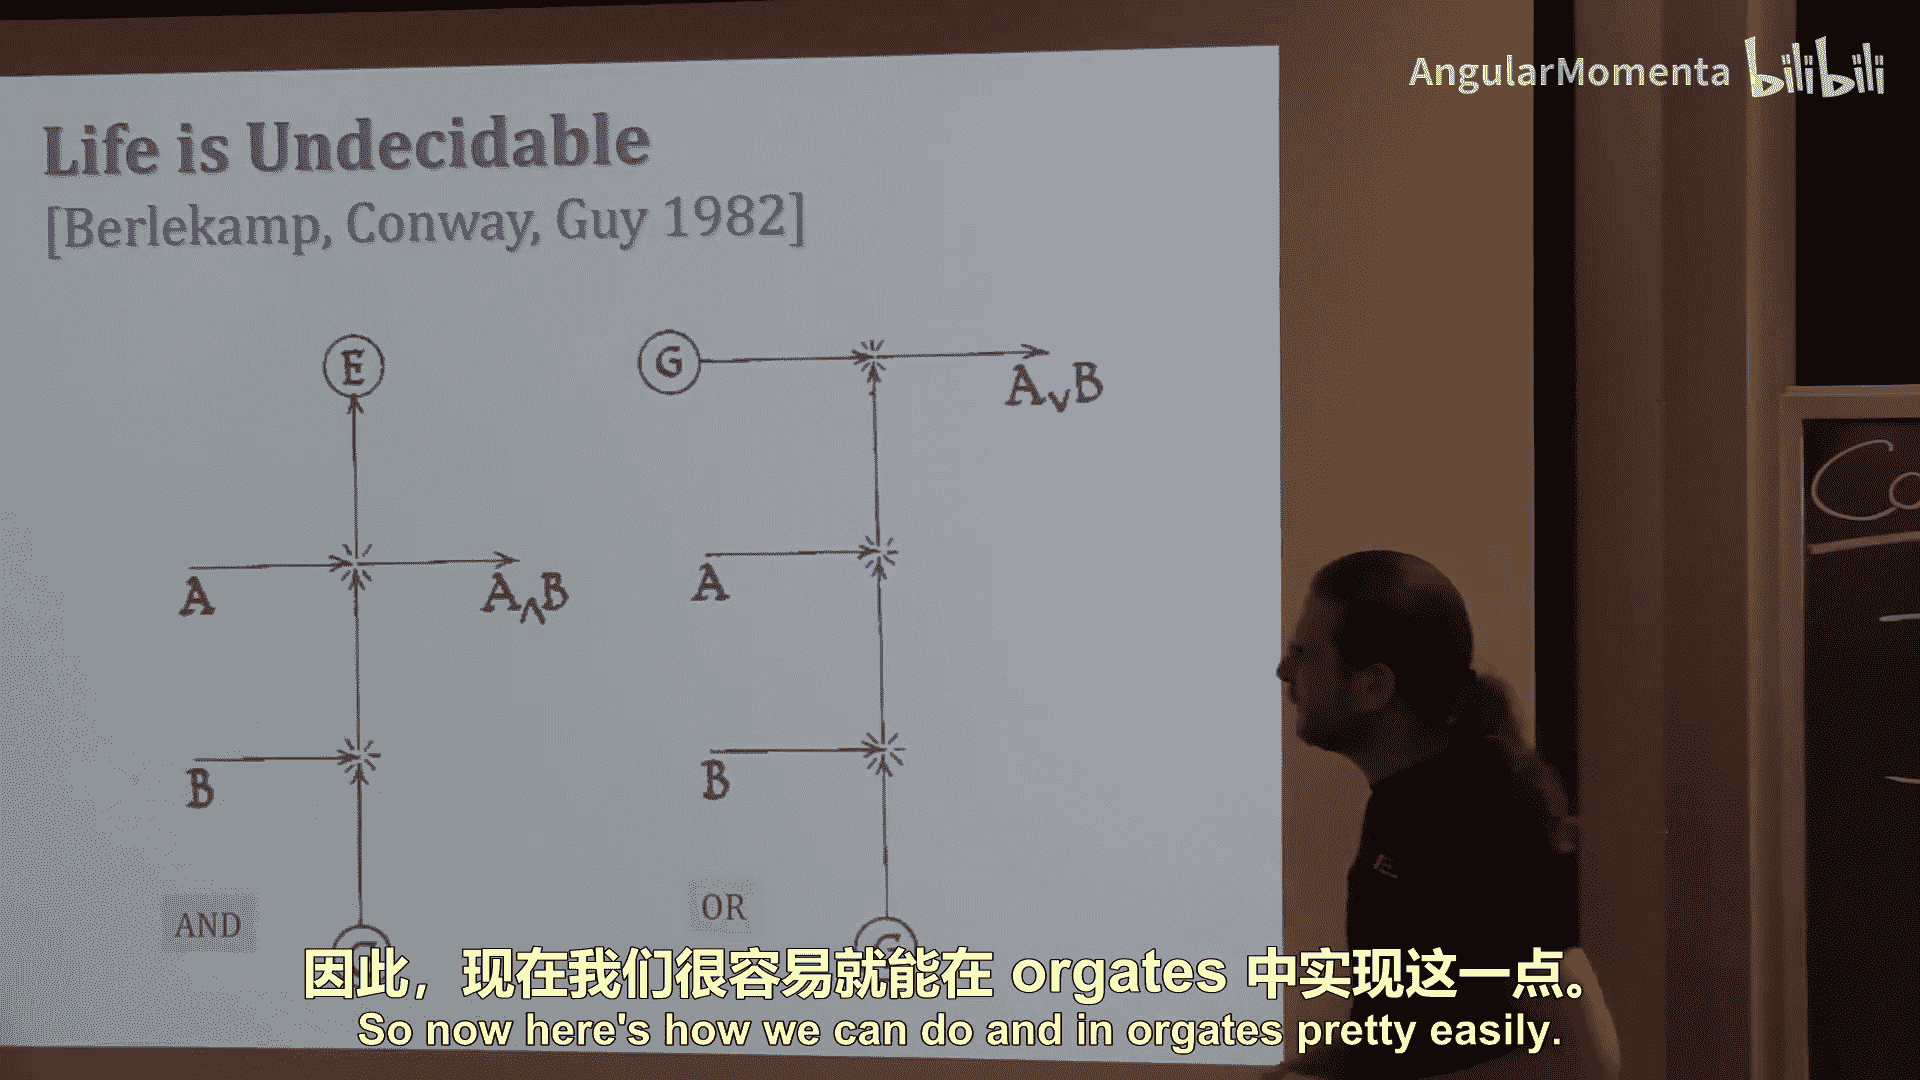 AngularMomenta bilibili
Life is Undecidable
[Berlekamp, Conway, Guy 1982]
E
G
A∨B
A
A∧B
A
B
B
AND
OR
G
G
Co
E
因此，现在我们很容易就能在 orgates 中实现这一点。
So now here's how we can do and in orgates pretty easily.